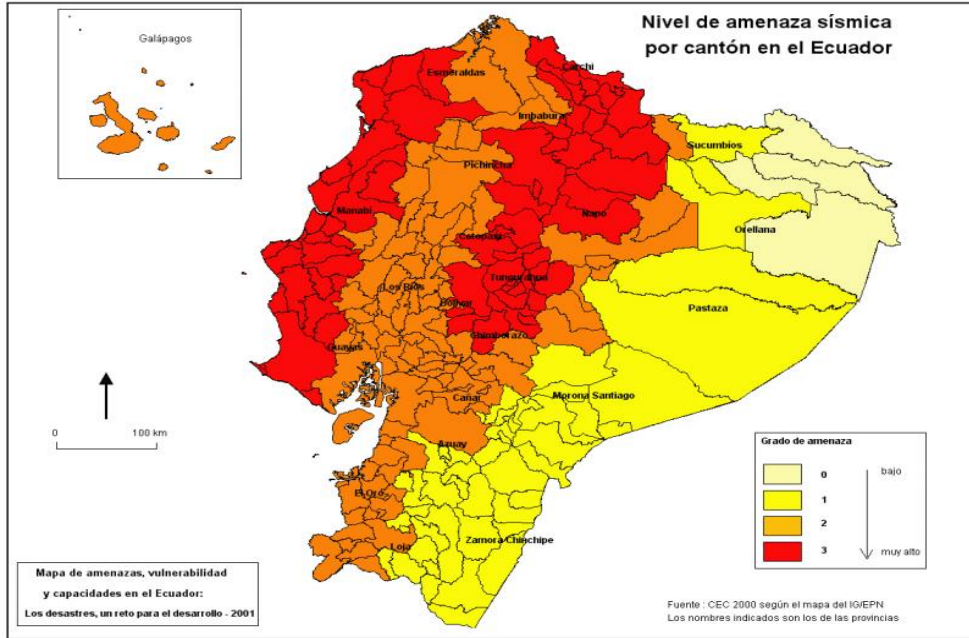 Nivel de amenaza sísmica
por cantón en el Ecuador
Galápagos
Esmeraldas
Carchi
Imbabura
Sucumbíos
Pichincha
Manabí
Napo
Orellana
Cotopaxi
Tungurahua
Los Ríos
Bolívar
Pastaza
Chimborazo
Guayas
Cañar
Morona Santiago
Azuay
El Oro
Loja
Zamora Chinchipe
0
100 km
Grado de amenaza
0
bajo
1
2
3
muy alto
Mapa de amenazas, vulnerabilidad
y capacidades en el Ecuador:
Los desastres, un reto para el desarrollo - 2001
Fuente : CEC 2000 según el mapa del IG/EPN
Los nombres indicados son los de las provincias